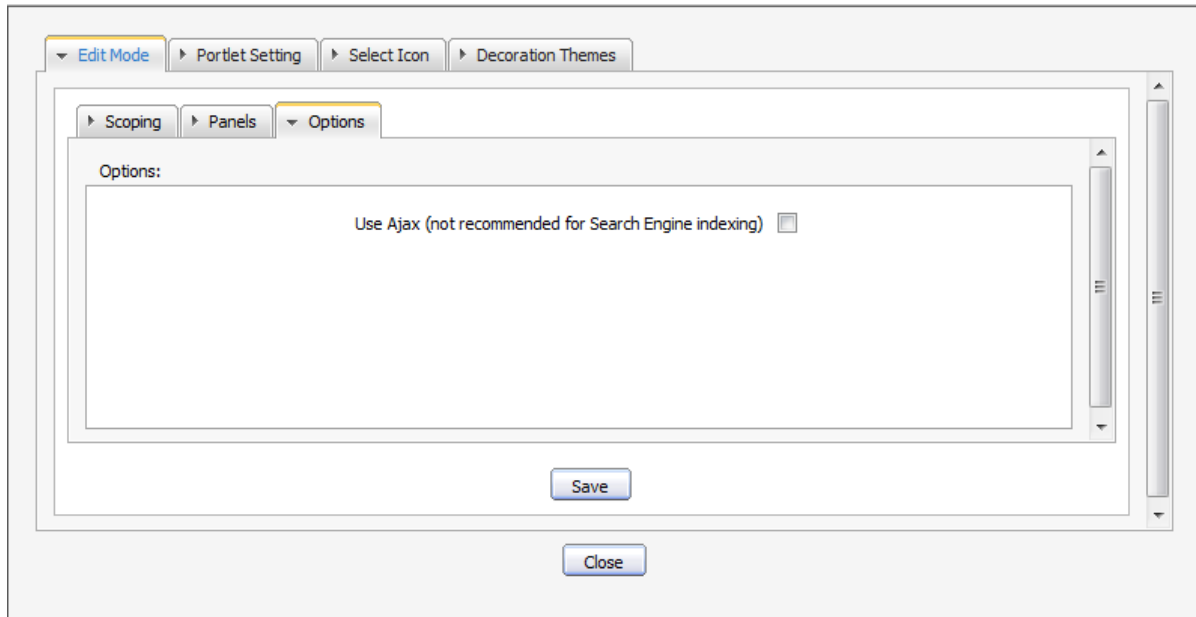 Edit Mode Portlet Setting Select Icon Decoration Themes
Scoping Panels Options
Options:
Use Ajax (not recommended for Search Engine indexing)
Save
Close